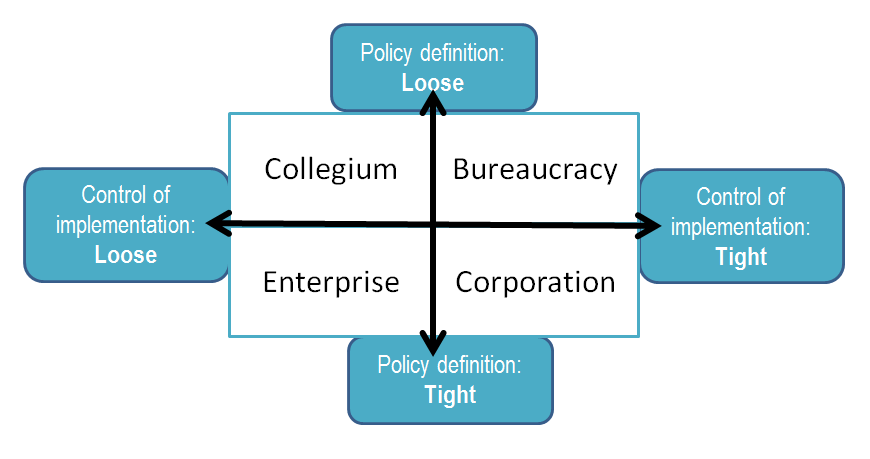 Policy definition:
Loose
Collegium
Bureaucracy
Control of
implementation:
Loose
Control of
implementation:
Tight
Enterprise
Corporation
Policy definition:
Tight